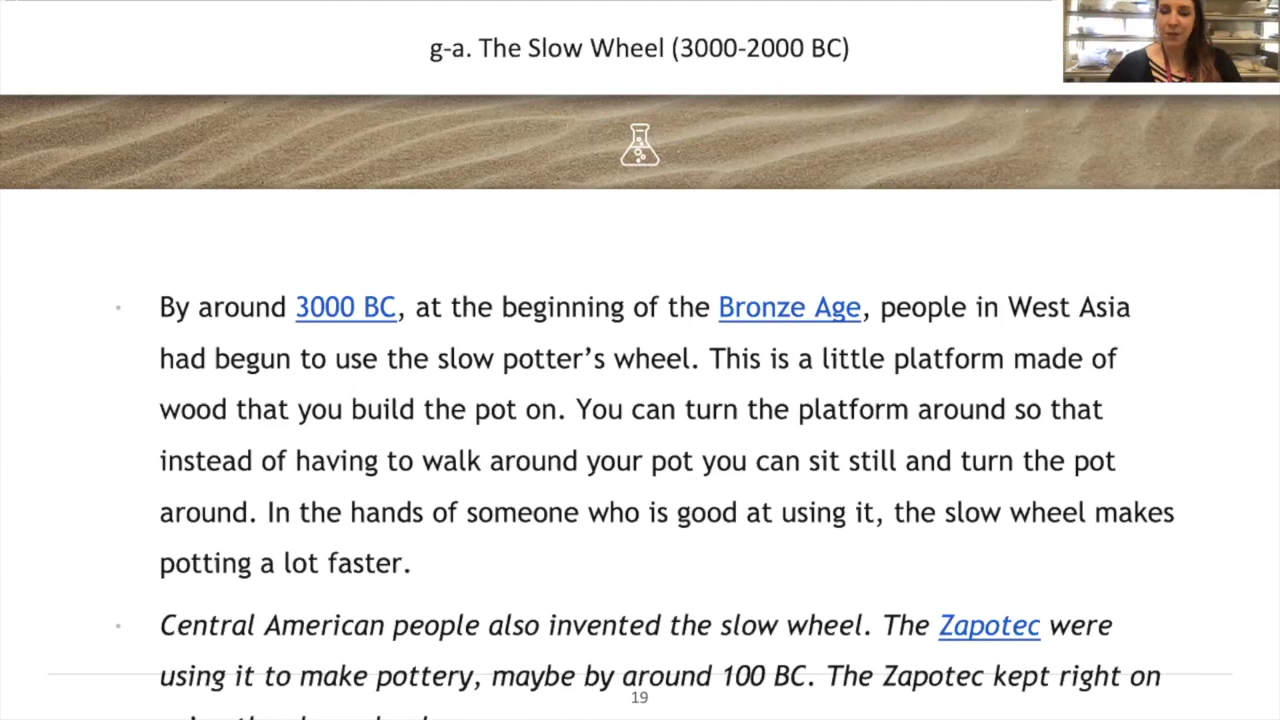 g-a. The Slow Wheel (3000-2000 BC)
By around 3000 BC, at the beginning of the Bronze Age, people in West Asia
had begun to use the slow potter’s wheel. This is a little platform made of
wood that you build the pot on. You can turn the platform around so that
instead of having to walk around your pot you can sit still and turn the pot
around. In the hands of someone who is good at using it, the slow wheel makes
potting a lot faster.
Central American people also invented the slow wheel. The Zapotec were
using it to make pottery, maybe by around 100 BC. The Zapotec kept right on
19